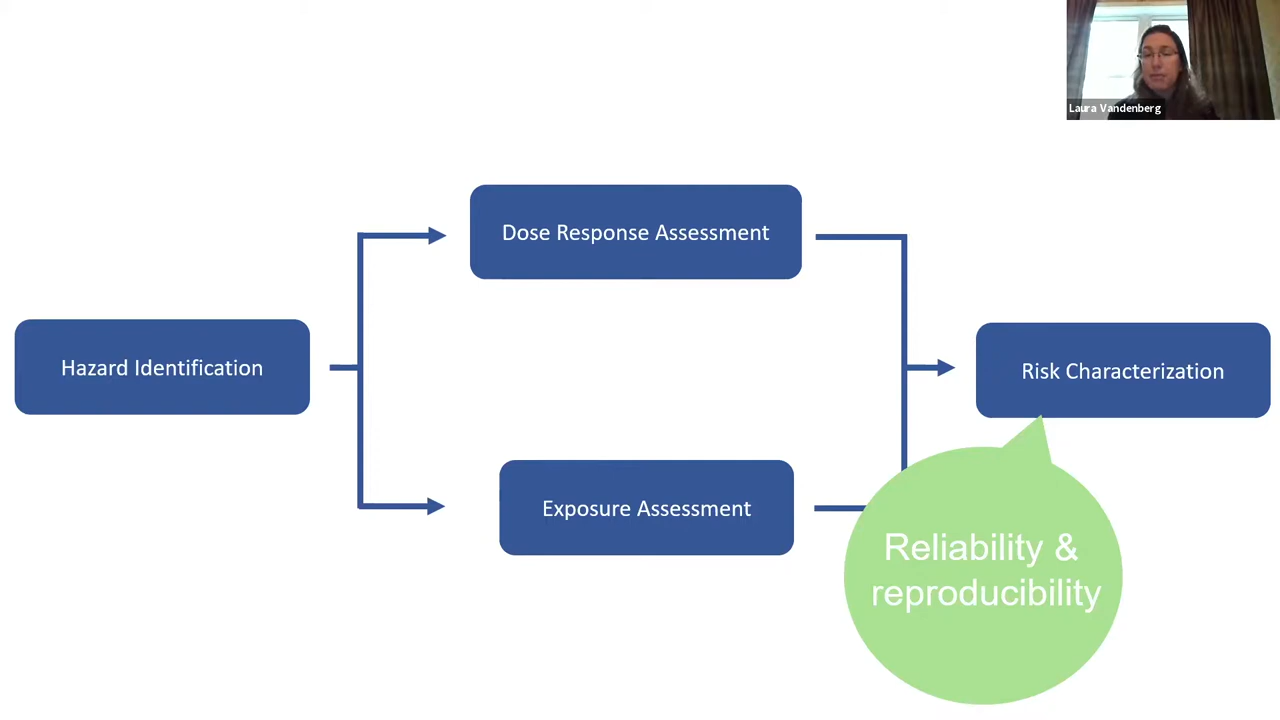 Laura Vandenberg
Dose Response Assessment
Hazard Identification
Risk Characterization
Exposure Assessment
Reliability &
reproducibility